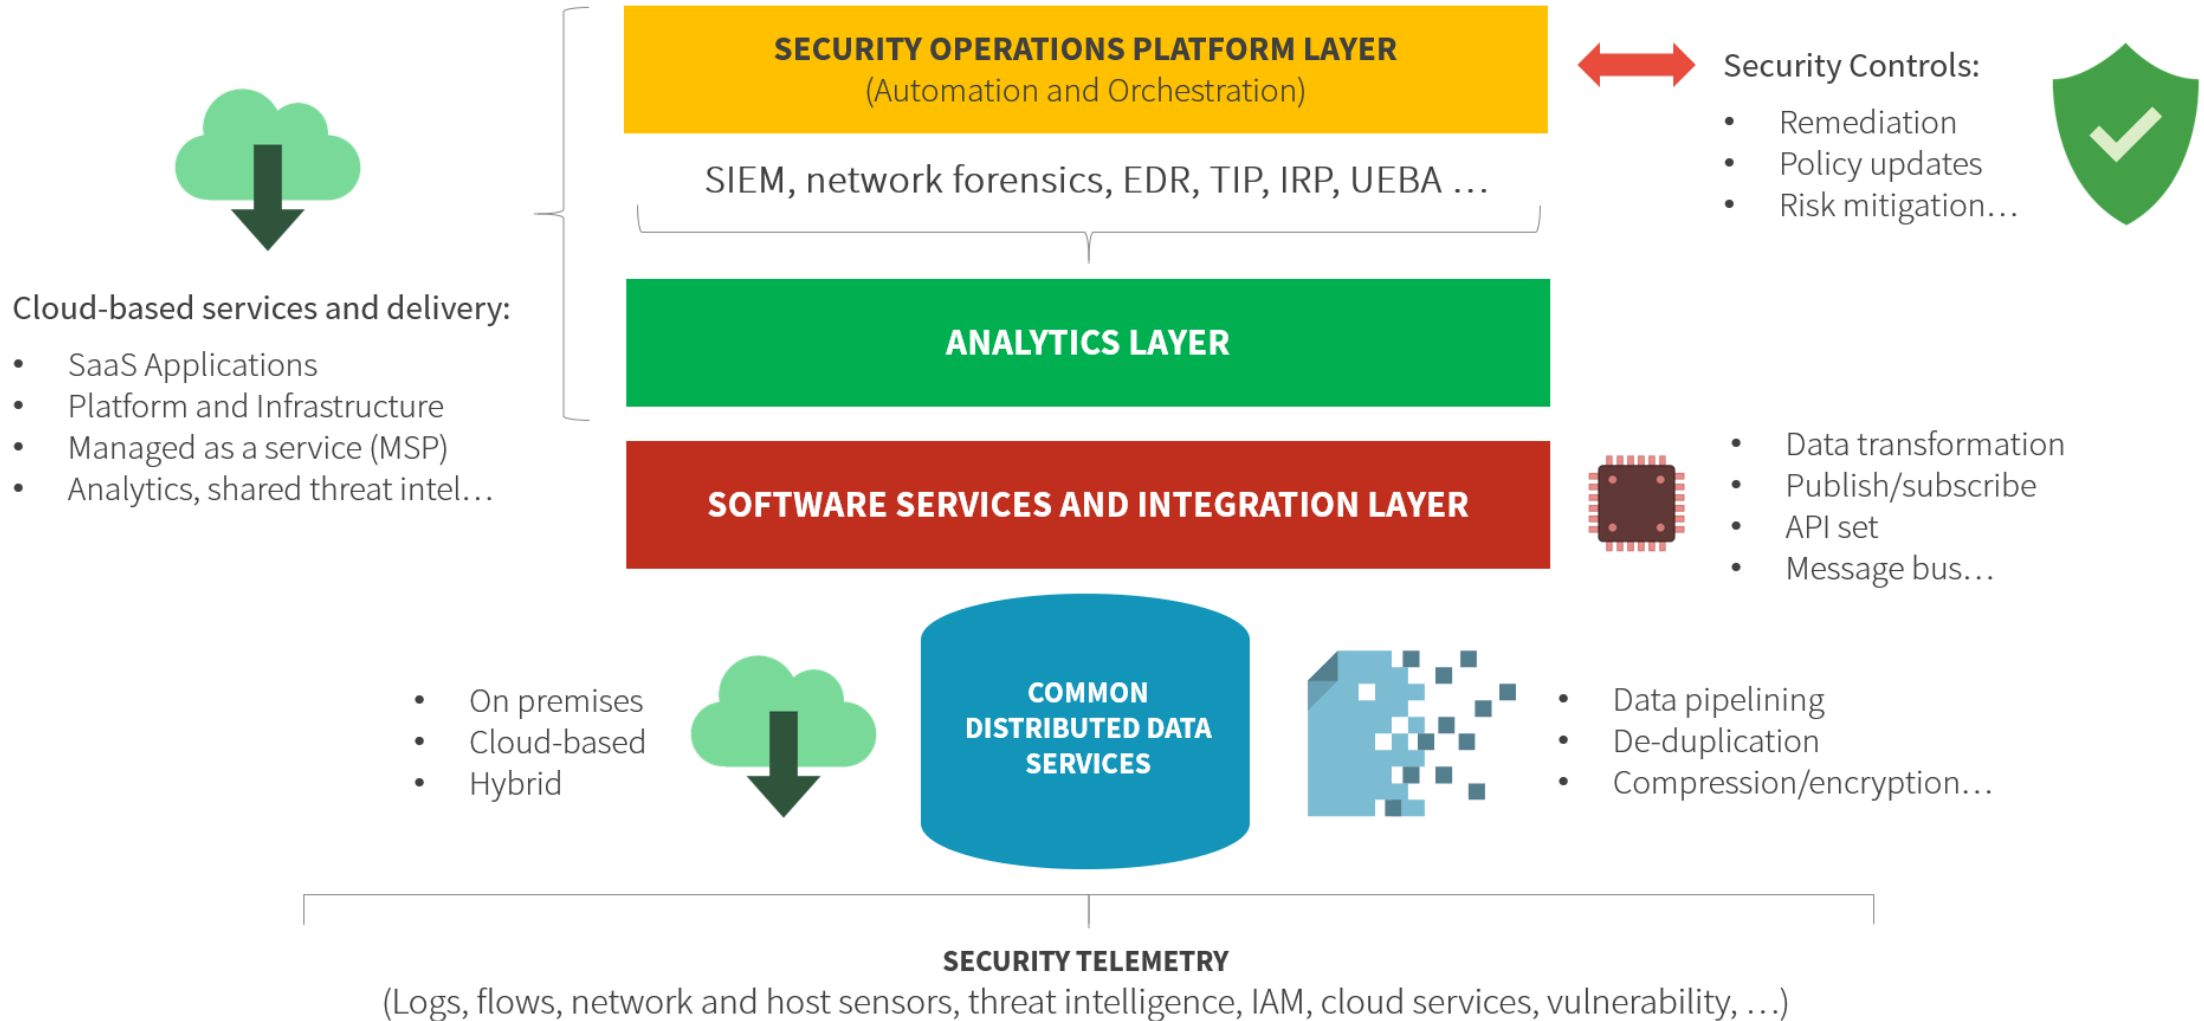 SECURITY OPERATIONS PLATFORM LAYER
(Automation and Orchestration)
Security Controls:
• Remediation
• Policy updates
• Risk mitigation…
SIEM, network forensics, EDR, TIP, IRP, UEBA …
Cloud-based services and delivery:
• SaaS Applications
• Platform and Infrastructure
• Managed as a service (MSP)
• Analytics, shared threat intel…
ANALYTICS LAYER
SOFTWARE SERVICES AND INTEGRATION LAYER
• Data transformation
• Publish/subscribe
• API set
• Message bus…
• On premises
• Cloud-based
• Hybrid
COMMON
DISTRIBUTED DATA
SERVICES
• Data pipelining
• De-duplication
• Compression/encryption…
SECURITY TELEMETRY
(Logs, flows, network and host sensors, threat intelligence, IAM, cloud services, vulnerability, …)